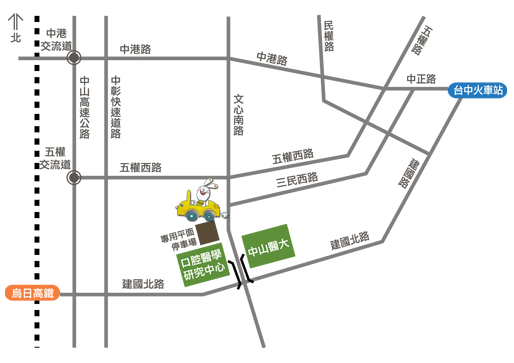 北
中港
交流道
中港路
中港路
民權路
五權路
中正路
台中火車站
中山高速公路
中彰快速道路
文心南路
五權
交流道
五權西路
五權西路
三民西路
建國路
專用平面
停車場
口腔醫學
研究中心
中山醫大
建國北路
建國北路
烏日高鐵